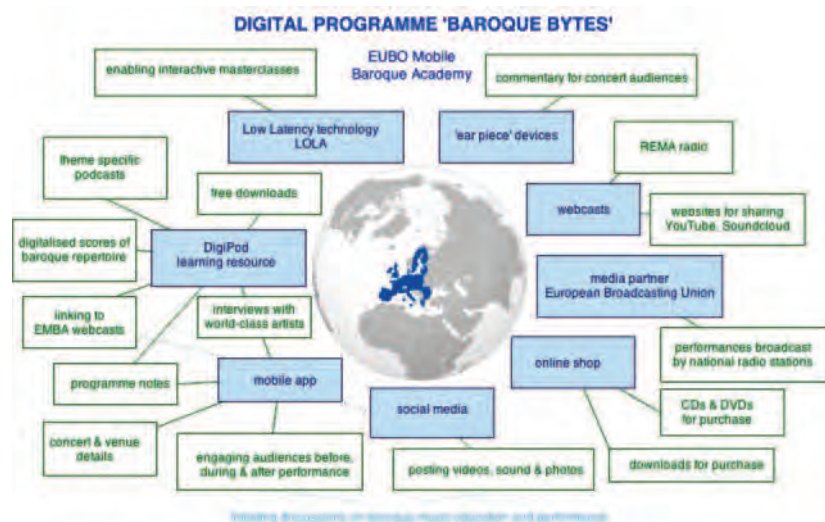 DIGITAL PROGRAMME 'BAROQUE BYTES'
EUBO Mobile
Baroque Academy
enabling interactive masterclasses
commentary for concert audiences
Low Latency technology
LOLA
'ear piece' devices
REMA radio
theme specific
podcasts
free downloads
webcasts
websites for sharing
YouTube, Soundcloud
digitalised scores of
baroque repertoire
DigiPod
learning resource
media partner
European Broadcasting Union
linking to
EMBA webcasts
interviews with
world-class artists
performances broadcast
by national radio stations
programme notes
mobile app
online shop
social media
CDs & DVDs
for purchase
concert & venue
details
engaging audiences before,
during & after performance
posting videos, sound & photos
downloads for purchase